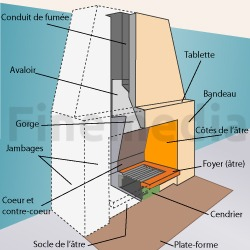 Conduit de fumée
Tablette
Avaloir
Bandeau
Gorge
Côtés de l'âtre
Jambages
Foyer (âtre)
Coeur et
contre-coeur
Cendrier
Socle de l'âtre
Plate-forme
Finemedia